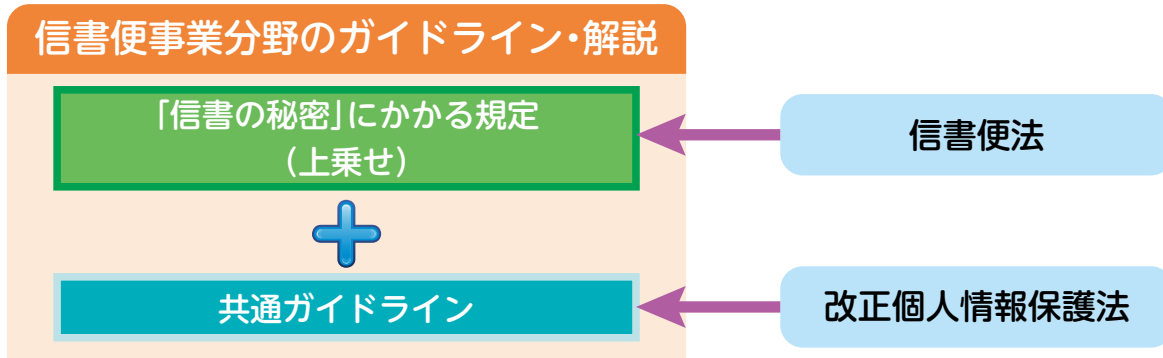 信書便事業分野のガイドライン・解説
「信書の秘密」にかかる規定
（上乗せ）
信書便法
共通ガイドライン
改正個人情報保護法